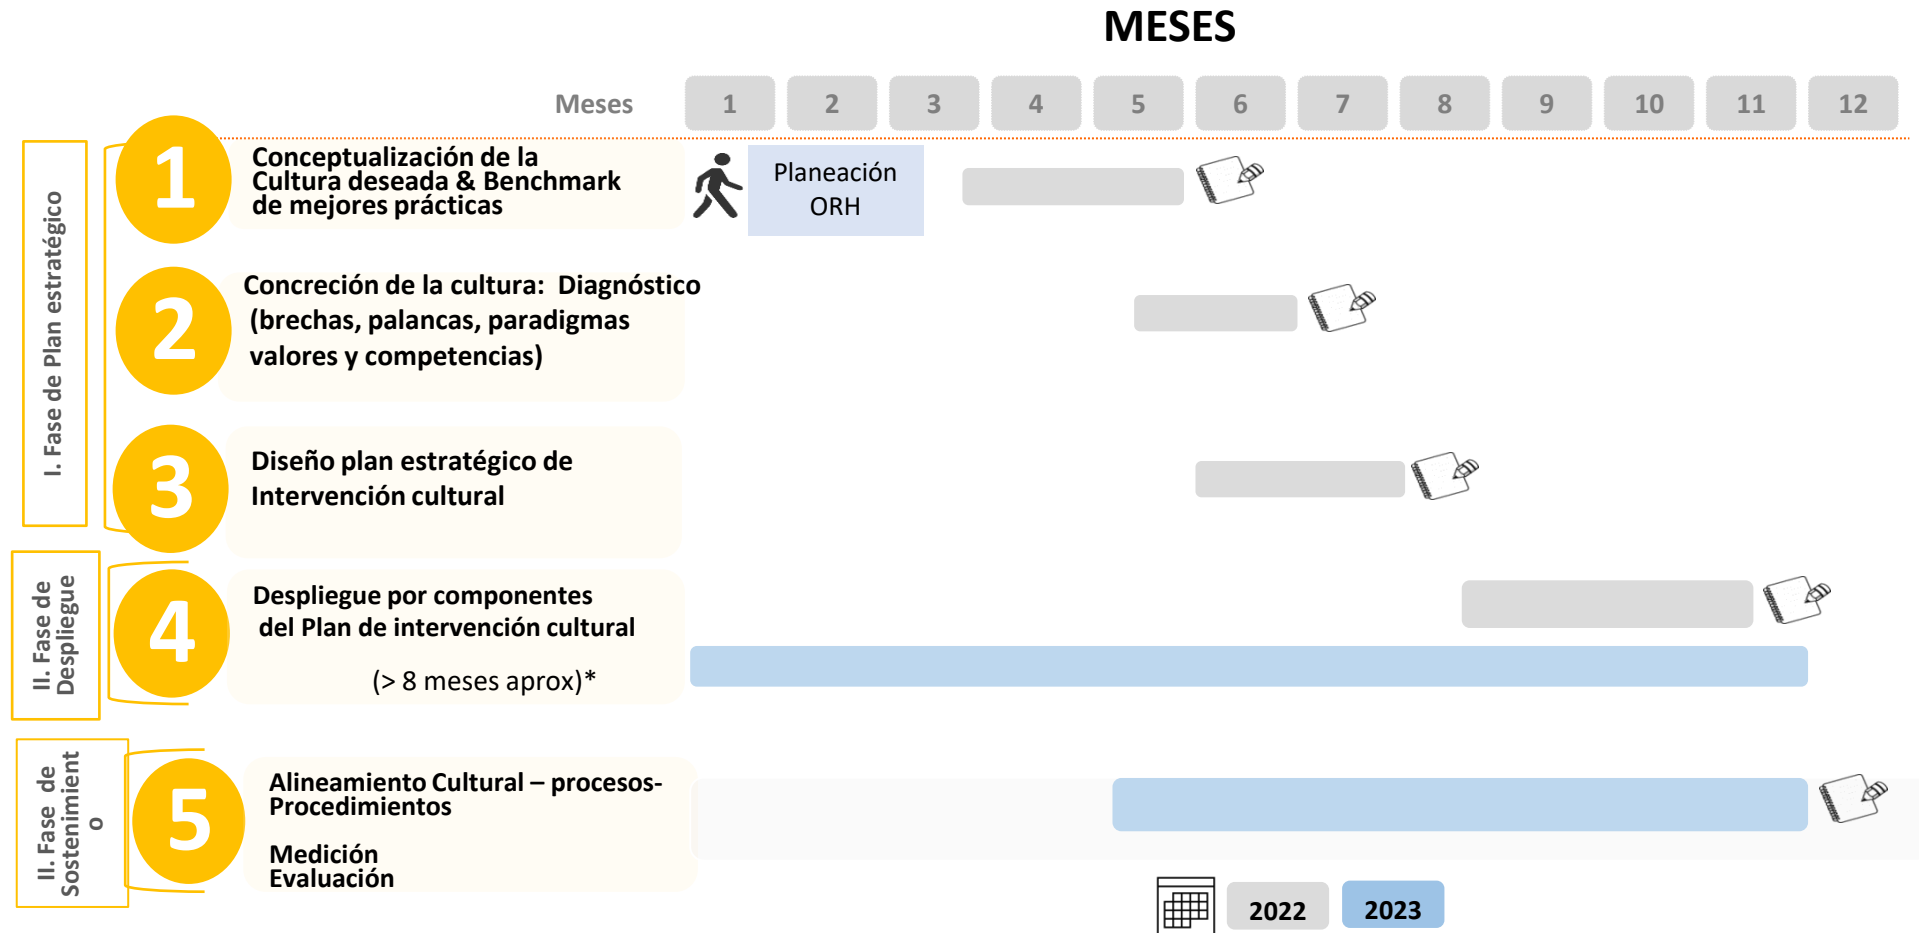 MESES
Meses 1 2 3 4 5 6 7 8 9 10 11 12
I. Fase de Plan estratégico
1
Conceptualización de la
Cultura deseada & Benchmark
de mejores prácticas
Planeación
ORH
2
Concreción de la cultura: Diagnóstico
(brechas, palancas, paradigmas
valores y competencias)
3
Diseño plan estratégico de
Intervención cultural
II. Fase de
Despliegue
4
Despliegue por componentes
del Plan de intervención cultural
(> 8 meses aprox)*
II. Fase de
Sostenimient
o
5
Alineamiento Cultural – procesos-
Procedimientos
Medición
Evaluación
2022 2023